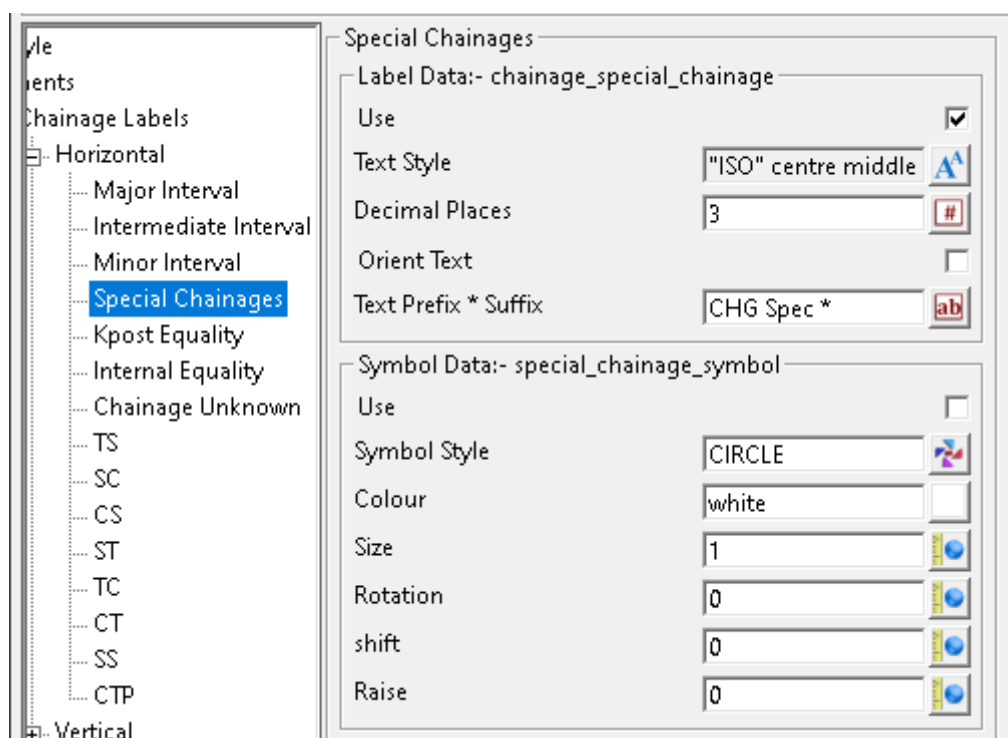 yle
ents
Chainage Labels
Horizontal
Major Interval
Intermediate Interval
Minor Interval
Special Chainages
Kpost Equality
Internal Equality
Chainage Unknown
TS
SC
CS
ST
TC
CT
SS
CTP
Vertical
Special Chainages
Label Data:- chainage_special_chainage
Use
Text Style "ISO" centre middle
Decimal Places 3
Orient Text
Text Prefix * Suffix CHG Spec *
Symbol Data:- special_chainage_symbol
Use
Symbol Style CIRCLE
Colour white
Size 1
Rotation 0
shift 0
Raise 0